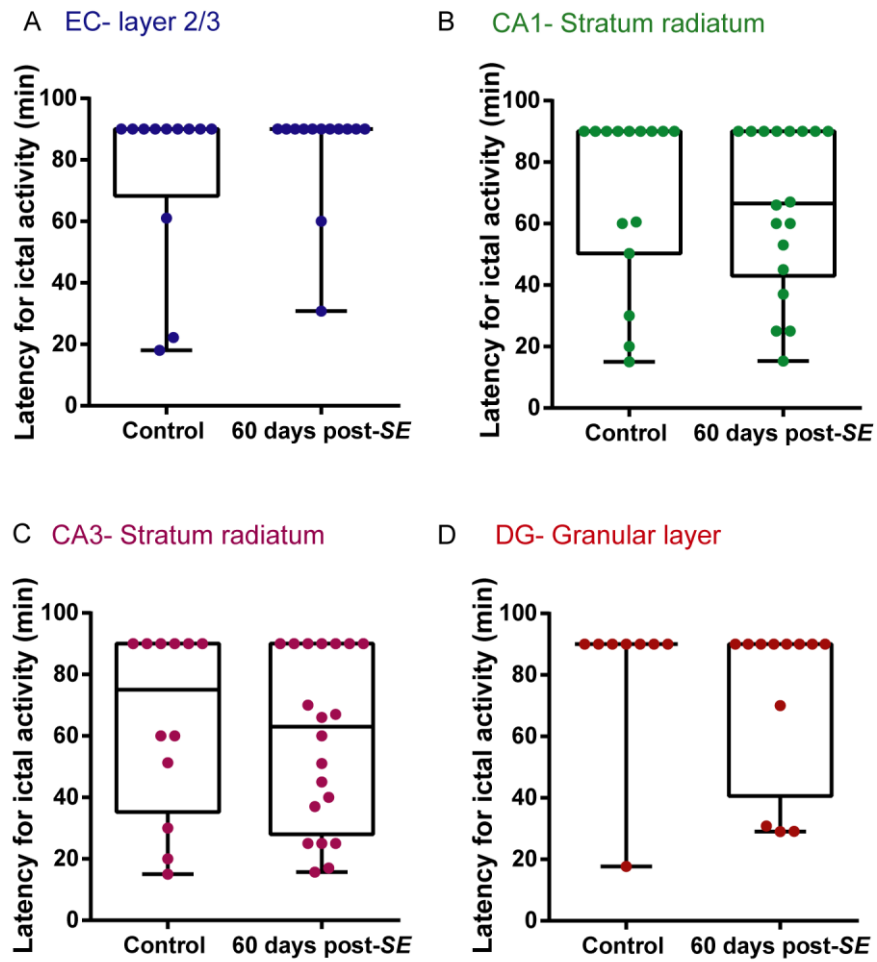 A EC- layer 2/3
Latency for ictal activity (min)
100
80
60
40
20
0
Control 60 days post-SE
B CA1- Stratum radiatum
Latency for ictal activity (min)
100
80
60
40
20
0
Control 60 days post-SE
C CA3- Stratum radiatum
Latency for ictal activity (min)
100
80
60
40
20
0
Control 60 days post-SE
D DG- Granular layer
Latency for ictal activity (min)
100
80
60
40
20
0
Control 60 days post-SE